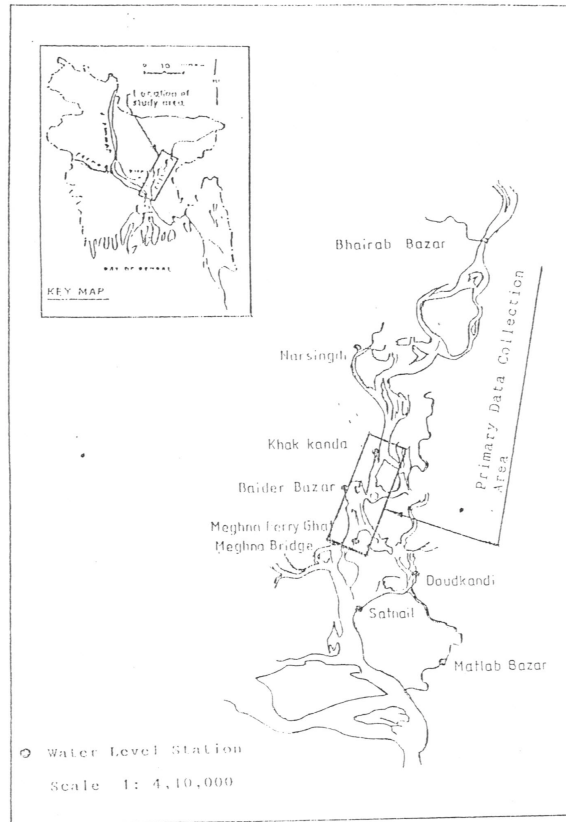 Location of
study area
BAY OF BENGAL
KEY MAP
Bhairab Bazar
Narsingdi
Primary Data Collection
Area
Khak kanda
Baider Bazar
Meghna Ferry Ghat
Meghna Bridge
Daudkandi
Satnail
Matlab Bazar
Water Level Station
Scale 1: 4,10,000